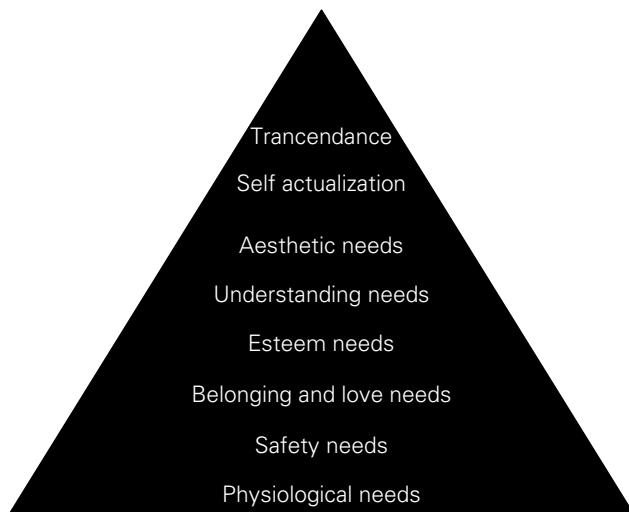 Trancendance
Self actualization
Aesthetic needs
Understanding needs
Esteem needs
Belonging and love needs
Safety needs
Physiological needs